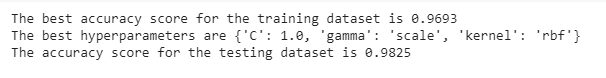 The best accuracy score for the training dataset is 0.9693
The best hyperparameters are {'C': 1.0, 'gamma': 'scale', 'kernel': 'rbf'}
The accuracy score for the testing dataset is 0.9825